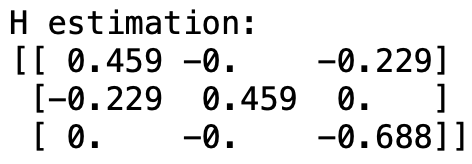 H estimation:
[[ 0.459 -0.    -0.229]
 [-0.229  0.459  0.   ]
 [ 0.    -0.    -0.688]]